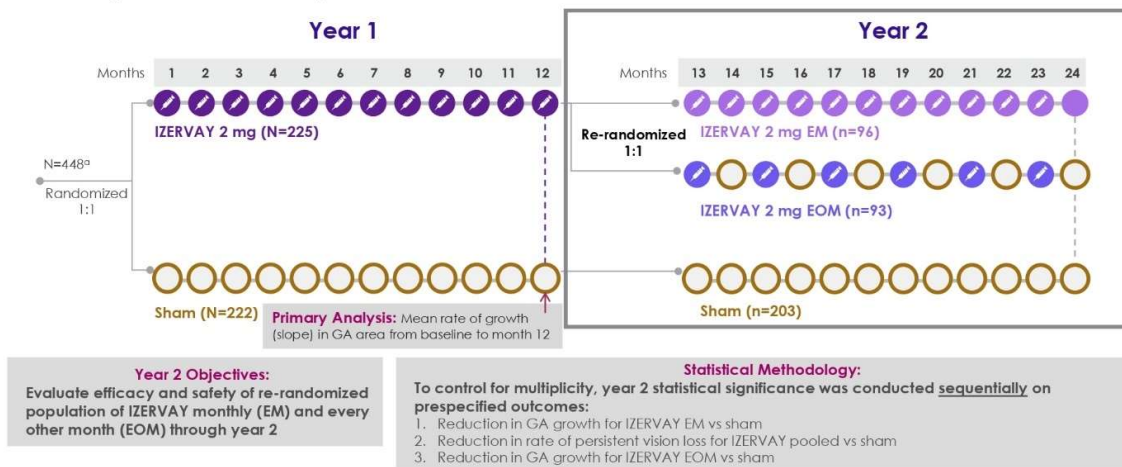 Year 1
Year 2
Months 1 2 3 4 5 6 7 8 9 10 11 12
Months 13 14 15 16 17 18 19 20 21 22 23 24
IZERVAY 2 mg (N=225)
Re-randomized
1:1
IZERVAY 2 mg EM (n=96)
N=448ª
Randomized
1:1
IZERVAY 2 mg EOM (n=93)
Sham (N=222)
Sham (n=203)
Primary Analysis: Mean rate of growth
(slope) in GA area from baseline to month 12
Year 2 Objectives:
Evaluate efficacy and safety of re-randomized
population of IZERVAY monthly (EM) and every
other month (EOM) through year 2
Statistical Methodology:
To control for multiplicity, year 2 statistical significance was conducted sequentially on
prespecified outcomes:
1. Reduction in GA growth for IZERVAY EM vs sham
2. Reduction in rate of persistent vision loss for IZERVAY pooled vs sham
3. Reduction in GA growth for IZERVAY EOM vs sham